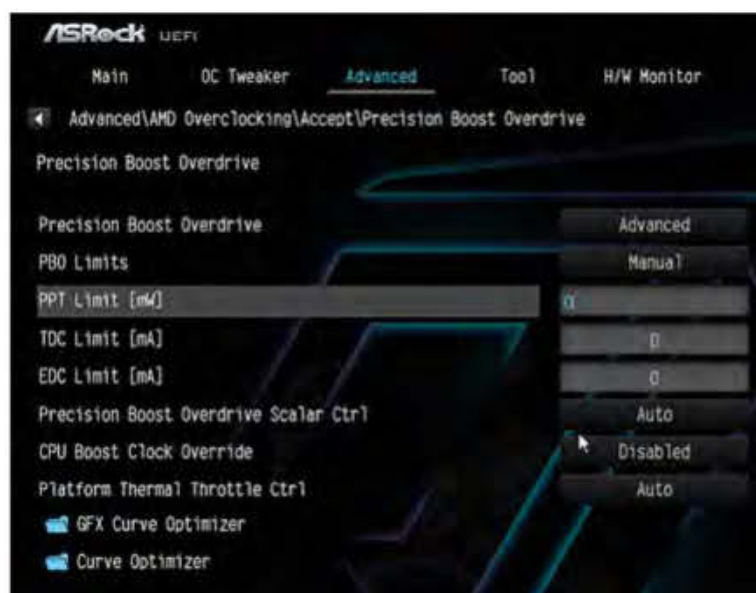 ASRock UEFI
Main OC Tweaker Advanced Tool H/W Monitor
Advanced\AMD Overclocking\Accept\Precision Boost Overdrive
Precision Boost Overdrive
Precision Boost Overdrive Advanced
PBO Limits Manual
PPT Limit [mW] 0
TDC Limit [mA] 0
EDC Limit [mA] 0
Precision Boost Overdrive Scalar Ctrl Auto
CPU Boost Clock Override Disabled
Platform Thermal Throttle Ctrl Auto
GFX Curve Optimizer
Curve Optimizer